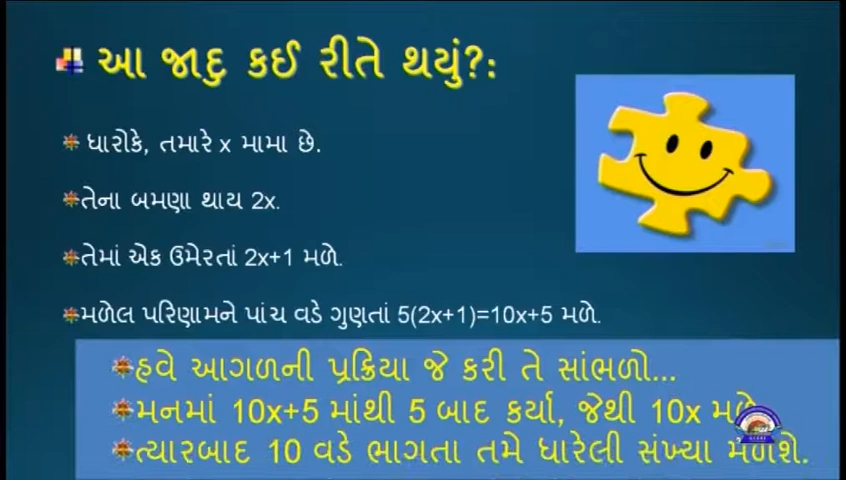 આ જાદુ કઈ રીતે થયું?:
ધારોકે, તમારે x મામા છે.
તેના બમણા થાય 2x.
તેમાં એક ઉમેરતાં 2x+1 મળે.
મળેલ પરિણામને પાંચ વડે ગુણતાં 5(2x+1)=10x+5 મળે.
હવે આગળની પ્રક્રિયા જે કરી તે સાંભળો...
મનમાં 10x+5 માંથી 5 બાદ કર્યા, જેથી 10x મળે
ત્યારબાદ 10 વડે ભાગતા તમે ધારેલી સંખ્યા મળશે.